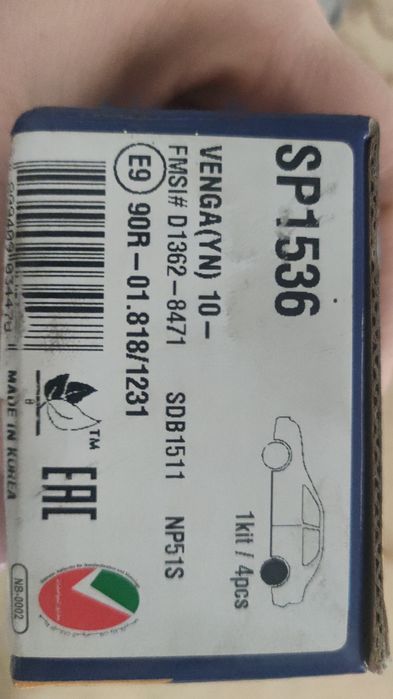 SP1536
VENGA(YN) 10-
FMSI# D1362-8471 SDB1511 NP51S
E9 90R-01.818/1231
1kit / 4pcs
TM
EAC
MADE IN KOREA
NB-0002